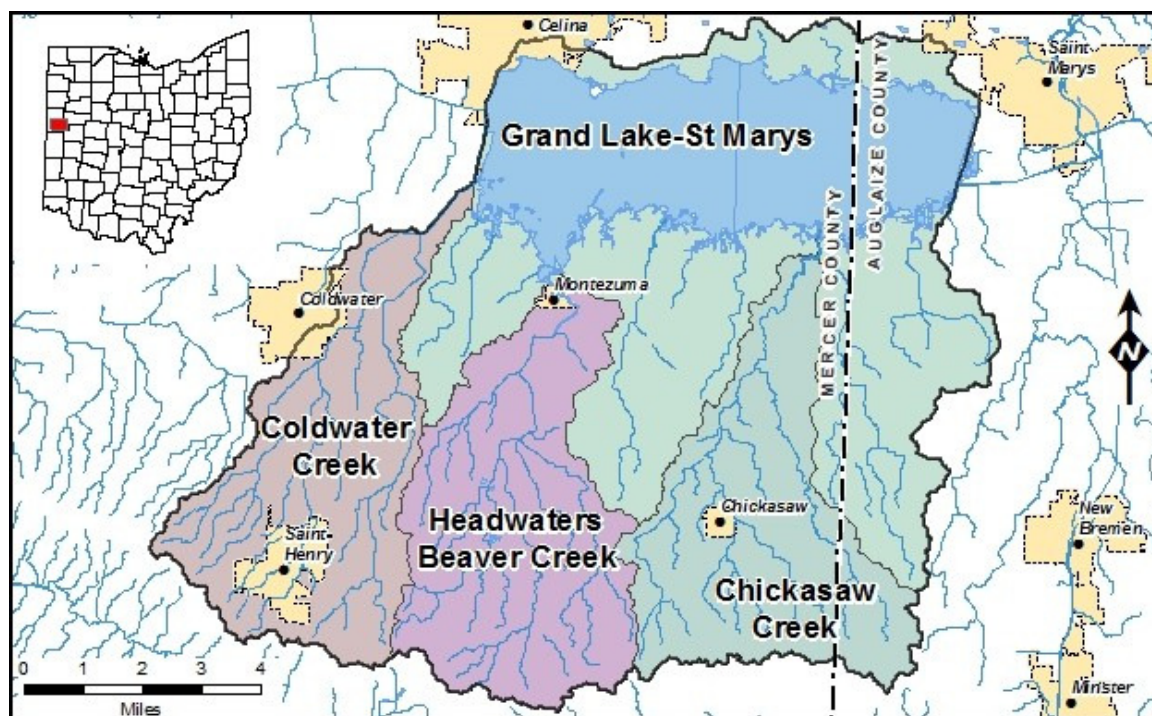 Celina
Saint
Marys
Grand Lake-St Marys
MERCER COUNTY
AUGLAIZE COUNTY
Montezuma
Coldwater
N
Coldwater
Creek
Headwaters
Beaver Creek
Chickasaw
New
Bremen
Saint
Henry
Chickasaw
Creek
0 1 2 3 4
Miles
Minster